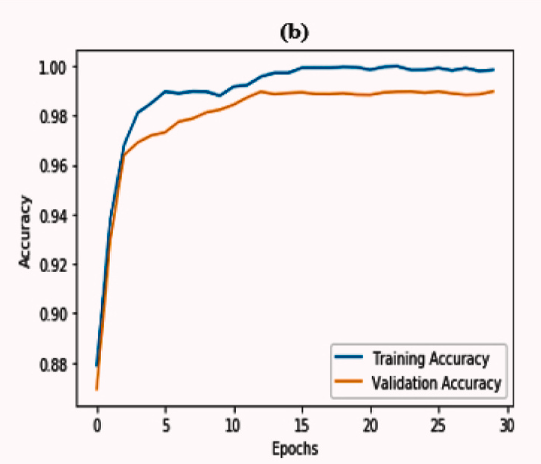 (b)
1.00
0.98
0.96
0.94
0.92
0.90
0.88
Accuracy
0 5 10 15 20 25 30
Epochs
Training Accuracy
Validation Accuracy